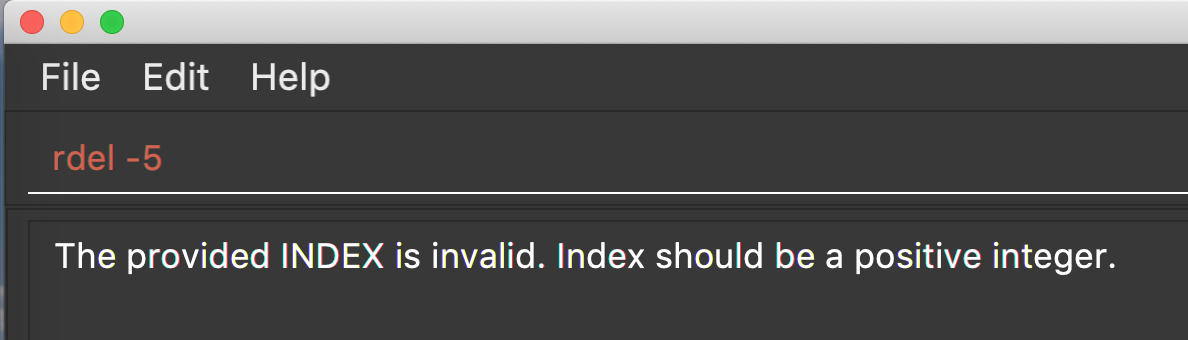 File Edit Help
rdel -5
The provided INDEX is invalid. Index should be a positive integer.